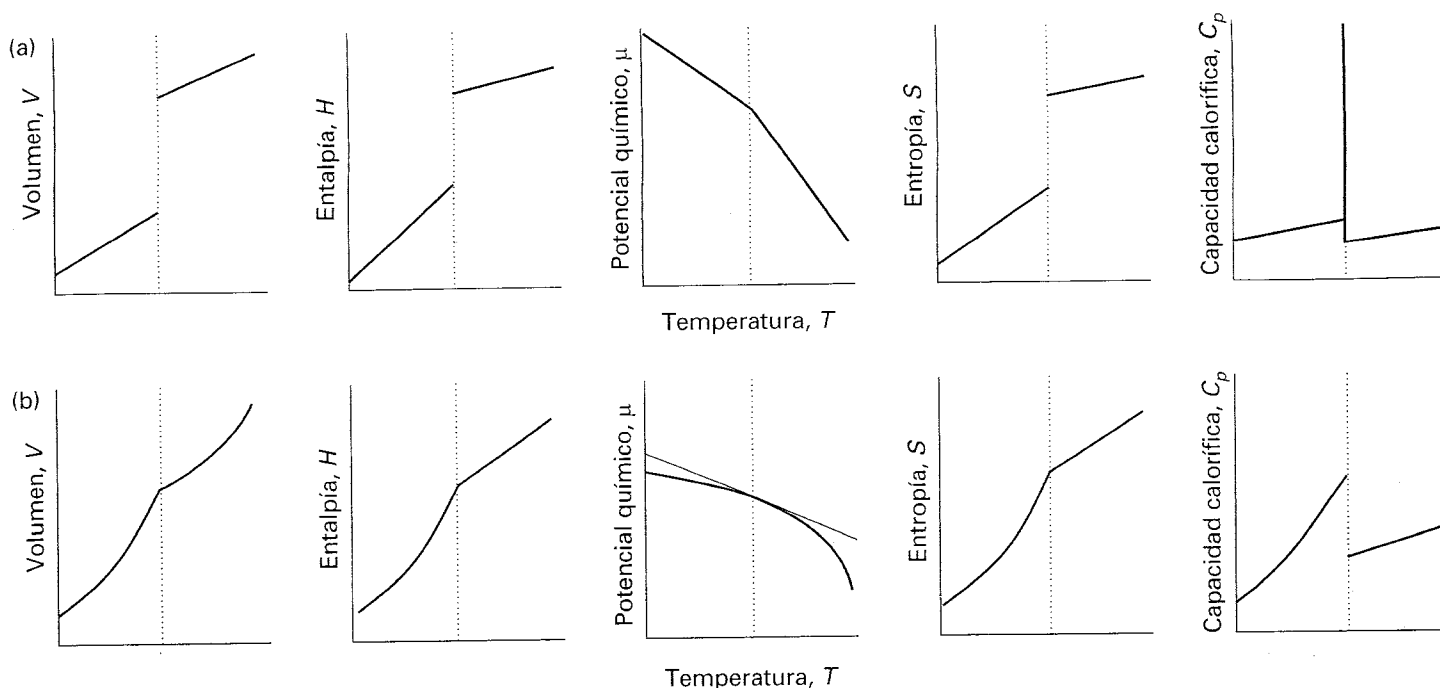 (a)
Volumen, V
Entalpía, H
Potencial químico, μ
Entropía, S
Capacidad calorífica, Cₚ
Temperatura, T
(b)
Volumen, V
Entalpía, H
Potencial químico, μ
Entropía, S
Capacidad calorífica, Cₚ
Temperatura, T